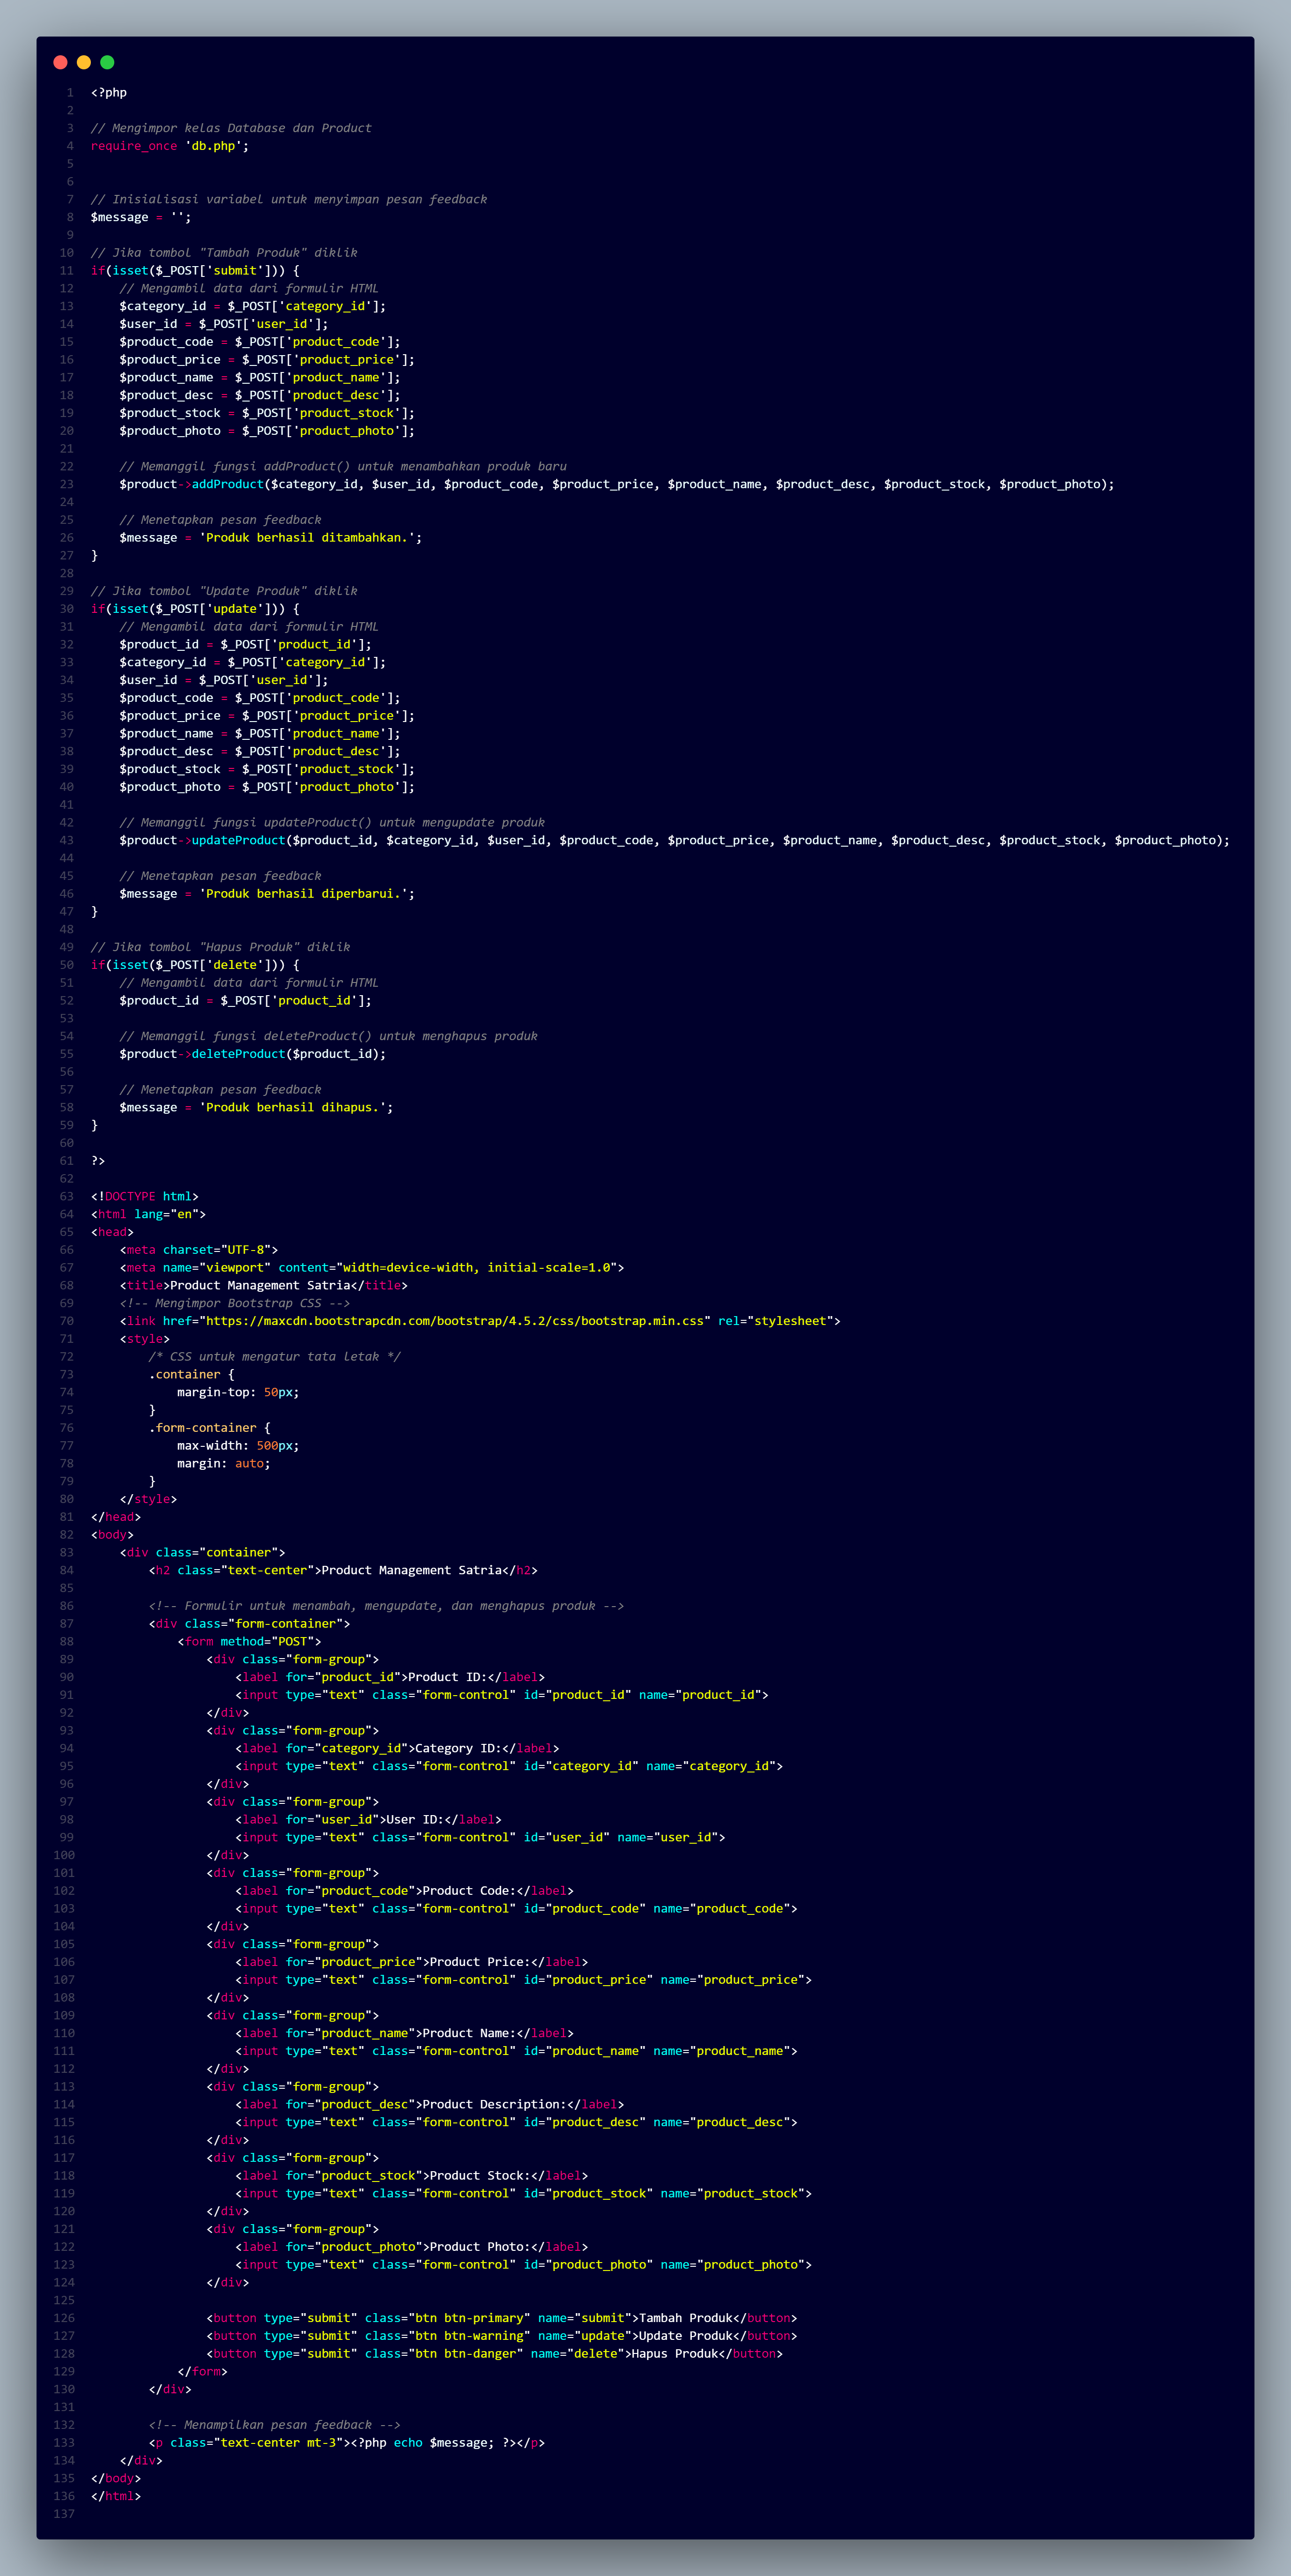 1 <?php
2
3 // Mengimpor kelas Database dan Product
4 require_once 'db.php';
5
6
7 // Inisialisasi variabel untuk menyimpan pesan feedback
8 $message = '';
9
10 // Jika tombol "Tambah Produk" diklik
11 if(isset($_POST['submit'])) {
12     // Mengambil data dari formulir HTML
13     $category_id = $_POST['category_id'];
14     $user_id = $_POST['user_id'];
15     $product_code = $_POST['product_code'];
16     $product_price = $_POST['product_price'];
17     $product_name = $_POST['product_name'];
18     $product_desc = $_POST['product_desc'];
19     $product_stock = $_POST['product_stock'];
20     $product_photo = $_POST['product_photo'];
21
22     // Memanggil fungsi addProduct() untuk menambahkan produk baru
23     $product->addProduct($category_id, $user_id, $product_code, $product_price, $product_name, $product_desc, $product_stock, $product_photo);
24
25     // Menetapkan pesan feedback
26     $message = 'Produk berhasil ditambahkan.';
27 }
28
29 // Jika tombol "Update Produk" diklik
30 if(isset($_POST['update'])) {
31     // Mengambil data dari formulir HTML
32     $product_id = $_POST['product_id'];
33     $category_id = $_POST['category_id'];
34     $user_id = $_POST['user_id'];
35     $product_code = $_POST['product_code'];
36     $product_price = $_POST['product_price'];
37     $product_name = $_POST['product_name'];
38     $product_desc = $_POST['product_desc'];
39     $product_stock = $_POST['product_stock'];
40     $product_photo = $_POST['product_photo'];
41
42     // Memanggil fungsi updateProduct() untuk mengupdate produk
43     $product->updateProduct($product_id, $category_id, $user_id, $product_code, $product_price, $product_name, $product_desc, $product_stock, $product_photo);
44
45     // Menetapkan pesan feedback
46     $message = 'Produk berhasil diperbarui.';
47 }
48
49 // Jika tombol "Hapus Produk" diklik
50 if(isset($_POST['delete'])) {
51     // Mengambil data dari formulir HTML
52     $product_id = $_POST['product_id'];
53
54     // Memanggil fungsi deleteProduct() untuk menghapus produk
55     $product->deleteProduct($product_id);
56
57     // Menetapkan pesan feedback
58     $message = 'Produk berhasil dihapus.';
59 }
60
61 ?>
62
63 <!DOCTYPE html>
64 <html lang="en">
65 <head>
66     <meta charset="UTF-8">
67     <meta name="viewport" content="width=device-width, initial-scale=1.0">
68     <title>Product Management Satria</title>
69     <!-- Mengimpor Bootstrap CSS -->
70     <link href="https://maxcdn.bootstrapcdn.com/bootstrap/4.5.2/css/bootstrap.min.css" rel="stylesheet">
71     <style>
72         /* CSS untuk mengatur tata letak */
73         .container {
74             margin-top: 50px;
75         }
76         .form-container {
77             max-width: 500px;
78             margin: auto;
79         }
80     </style>
81 </head>
82 <body>
83     <div class="container">
84         <h2 class="text-center">Product Management Satria</h2>
85
86         <!-- Formulir untuk menambah, mengupdate, dan menghapus produk -->
87         <div class="form-container">
88             <form method="POST">
89                 <div class="form-group">
90                     <label for="product_id">Product ID:</label>
91                     <input type="text" class="form-control" id="product_id" name="product_id">
92                 </div>
93                 <div class="form-group">
94                     <label for="category_id">Category ID:</label>
95                     <input type="text" class="form-control" id="category_id" name="category_id">
96                 </div>
97                 <div class="form-group">
98                     <label for="user_id">User ID:</label>
99                     <input type="text" class="form-control" id="user_id" name="user_id">
100                 </div>
101                 <div class="form-group">
102                     <label for="product_code">Product Code:</label>
103                     <input type="text" class="form-control" id="product_code" name="product_code">
104                 </div>
105                 <div class="form-group">
106                     <label for="product_price">Product Price:</label>
107                     <input type="text" class="form-control" id="product_price" name="product_price">
108                 </div>
109                 <div class="form-group">
110                     <label for="product_name">Product Name:</label>
111                     <input type="text" class="form-control" id="product_name" name="product_name">
112                 </div>
113                 <div class="form-group">
114                     <label for="product_desc">Product Description:</label>
115                     <input type="text" class="form-control" id="product_desc" name="product_desc">
116                 </div>
117                 <div class="form-group">
118                     <label for="product_stock">Product Stock:</label>
119                     <input type="text" class="form-control" id="product_stock" name="product_stock">
120                 </div>
121                 <div class="form-group">
122                     <label for="product_photo">Product Photo:</label>
123                     <input type="text" class="form-control" id="product_photo" name="product_photo">
124                 </div>
125
126                 <button type="submit" class="btn btn-primary" name="submit">Tambah Produk</button>
127                 <button type="submit" class="btn btn-warning" name="update">Update Produk</button>
128                 <button type="submit" class="btn btn-danger" name="delete">Hapus Produk</button>
129             </form>
130         </div>
131
132         <!-- Menampilkan pesan feedback -->
133         <p class="text-center mt-3"><?php echo $message; ?></p>
134     </div>
135 </body>
136 </html>
137